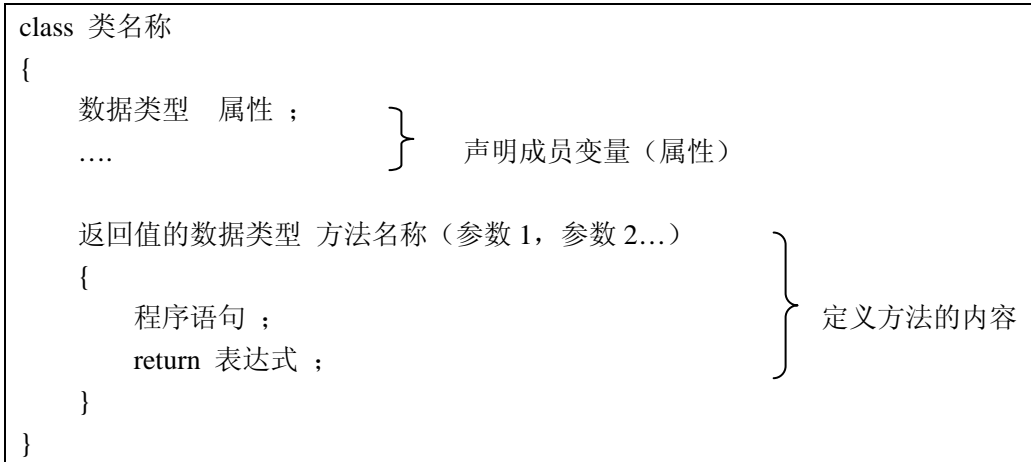 class 类名称
{
数据类型 属性 ；
…. 声明成员变量（属性）
返回值的数据类型 方法名称（参数 1，参数 2…）
{
程序语句 ； 定义方法的内容
return 表达式 ；
}
}